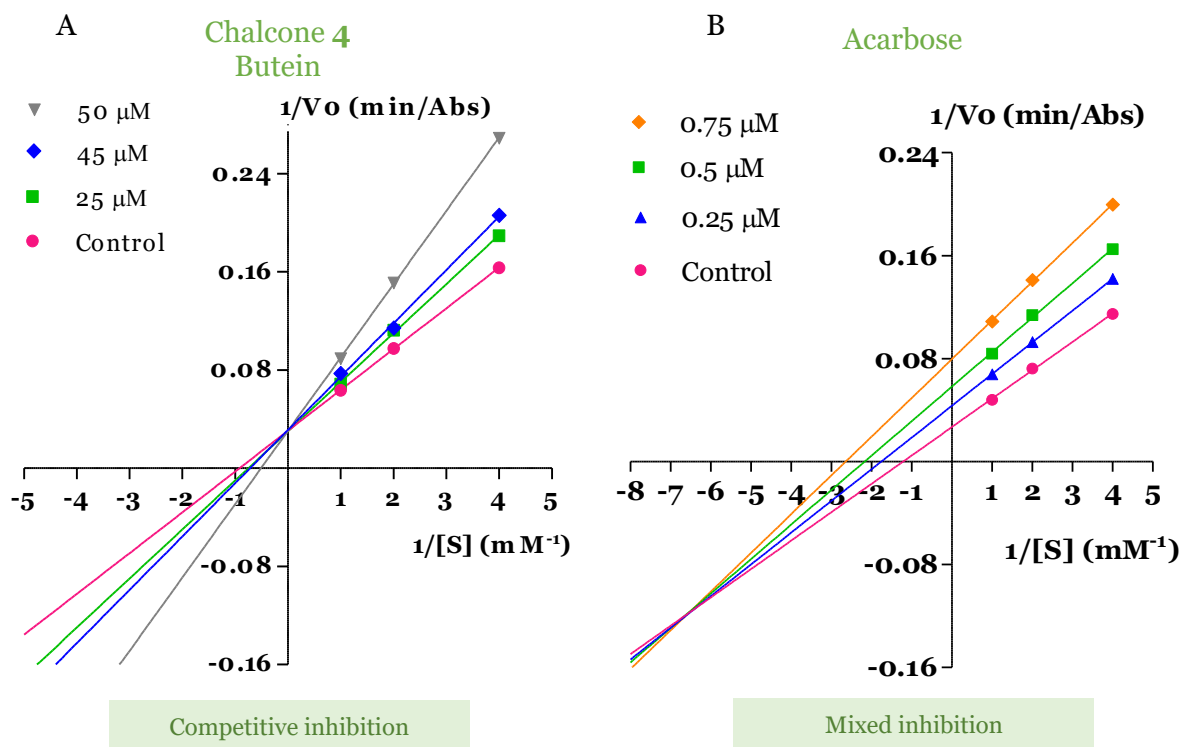 A
Chalcone 4
Butein
50 μM
45 μM
25 μM
Control
1/Vo (min/Abs)
0.24
0.16
0.08
-5 -4 -3 -2 -1 1 2 3 4 5
1/[S] (mM-1)
-0.08
-0.16
Competitive inhibition
B
Acarbose
0.75 μM
0.5 μM
0.25 μM
Control
1/Vo (min/Abs)
0.24
0.16
0.08
-8 -7 -6 -5 -4 -3 -2 -1 1 2 3 4 5
1/[S] (mM-1)
-0.08
-0.16
Mixed inhibition